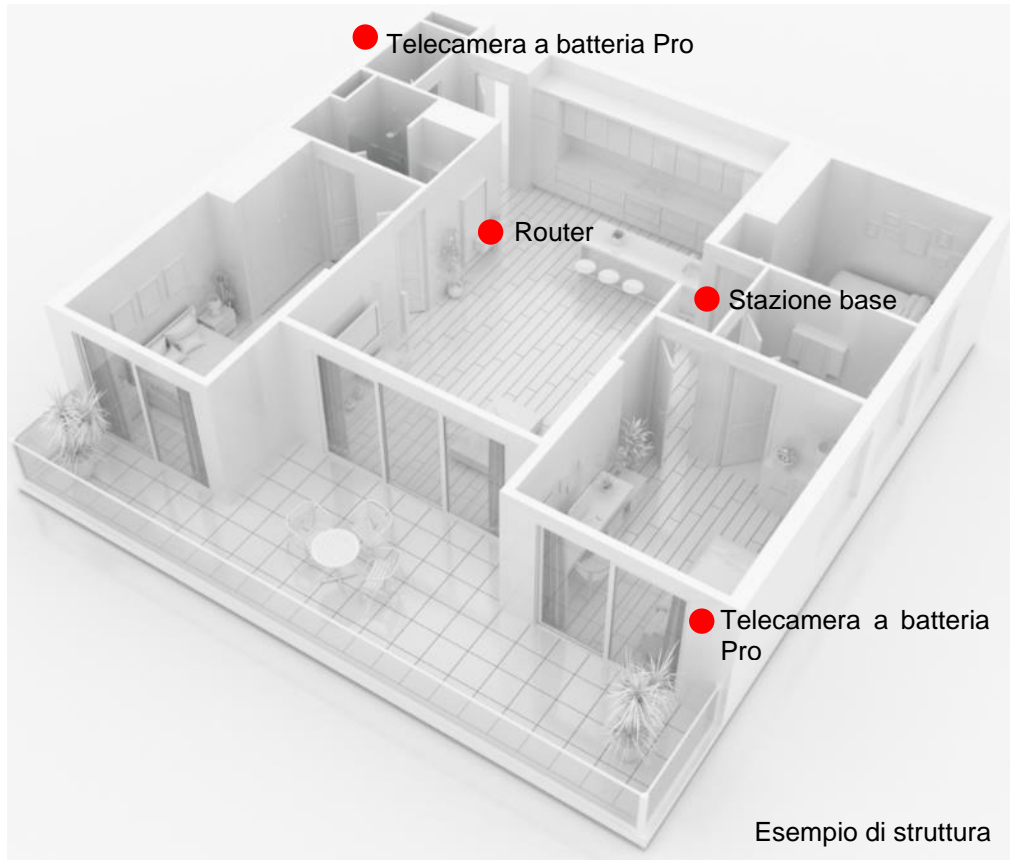 Telecamera a batteria Pro
Router
Stazione base
Telecamera a batteria
Pro
Esempio di struttura